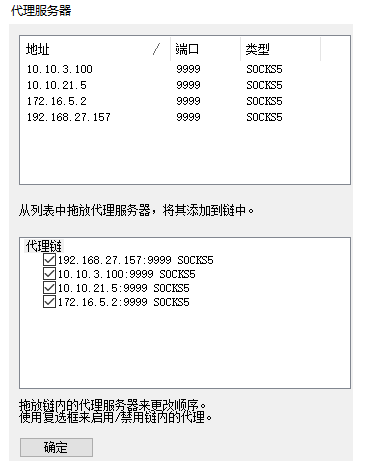 代理服务器
地址 / 端口 类型
10.10.3.100 9999 SOCKS5
10.10.21.5 9999 SOCKS5
172.16.5.2 9999 SOCKS5
192.168.27.157 9999 SOCKS5
从列表中拖放代理服务器，将其添加到链中。
代理链
192.168.27.157:9999 SOCKS5
10.10.3.100:9999 SOCKS5
10.10.21.5:9999 SOCKS5
172.16.5.2:9999 SOCKS5
拖放链内的代理服务器来更改顺序。
使用复选框来启用/禁用链内的代理。
确定